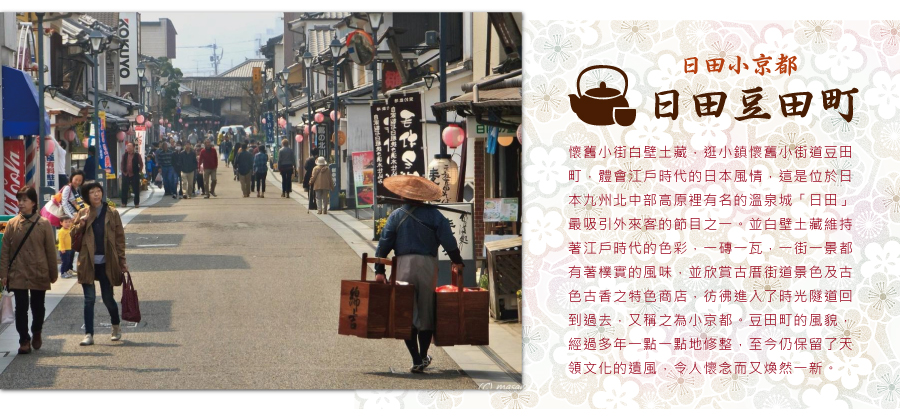 KOKUYO
日田小京都
日田豆田町
懷舊小街白壁土藏，逛小鎮懷舊小街道豆田
町，體會江戶時代的日本風情，這是位於日
本九州北中部高原裡有名的溫泉城「日田」
最吸引外來客的節目之一。並白壁土藏維持
著江戶時代的色彩，一磚一瓦，一街一景都
有著樸實的風味，並欣賞古厝街道景色及古
色古香之特色商店，彷彿進入了時光隧道回
到過去，又稱之為小京都。豆田町的風貌，
經過多年一點一點地修整，至今仍保留了天
領文化的遺風，令人懷念而又煥然一新。